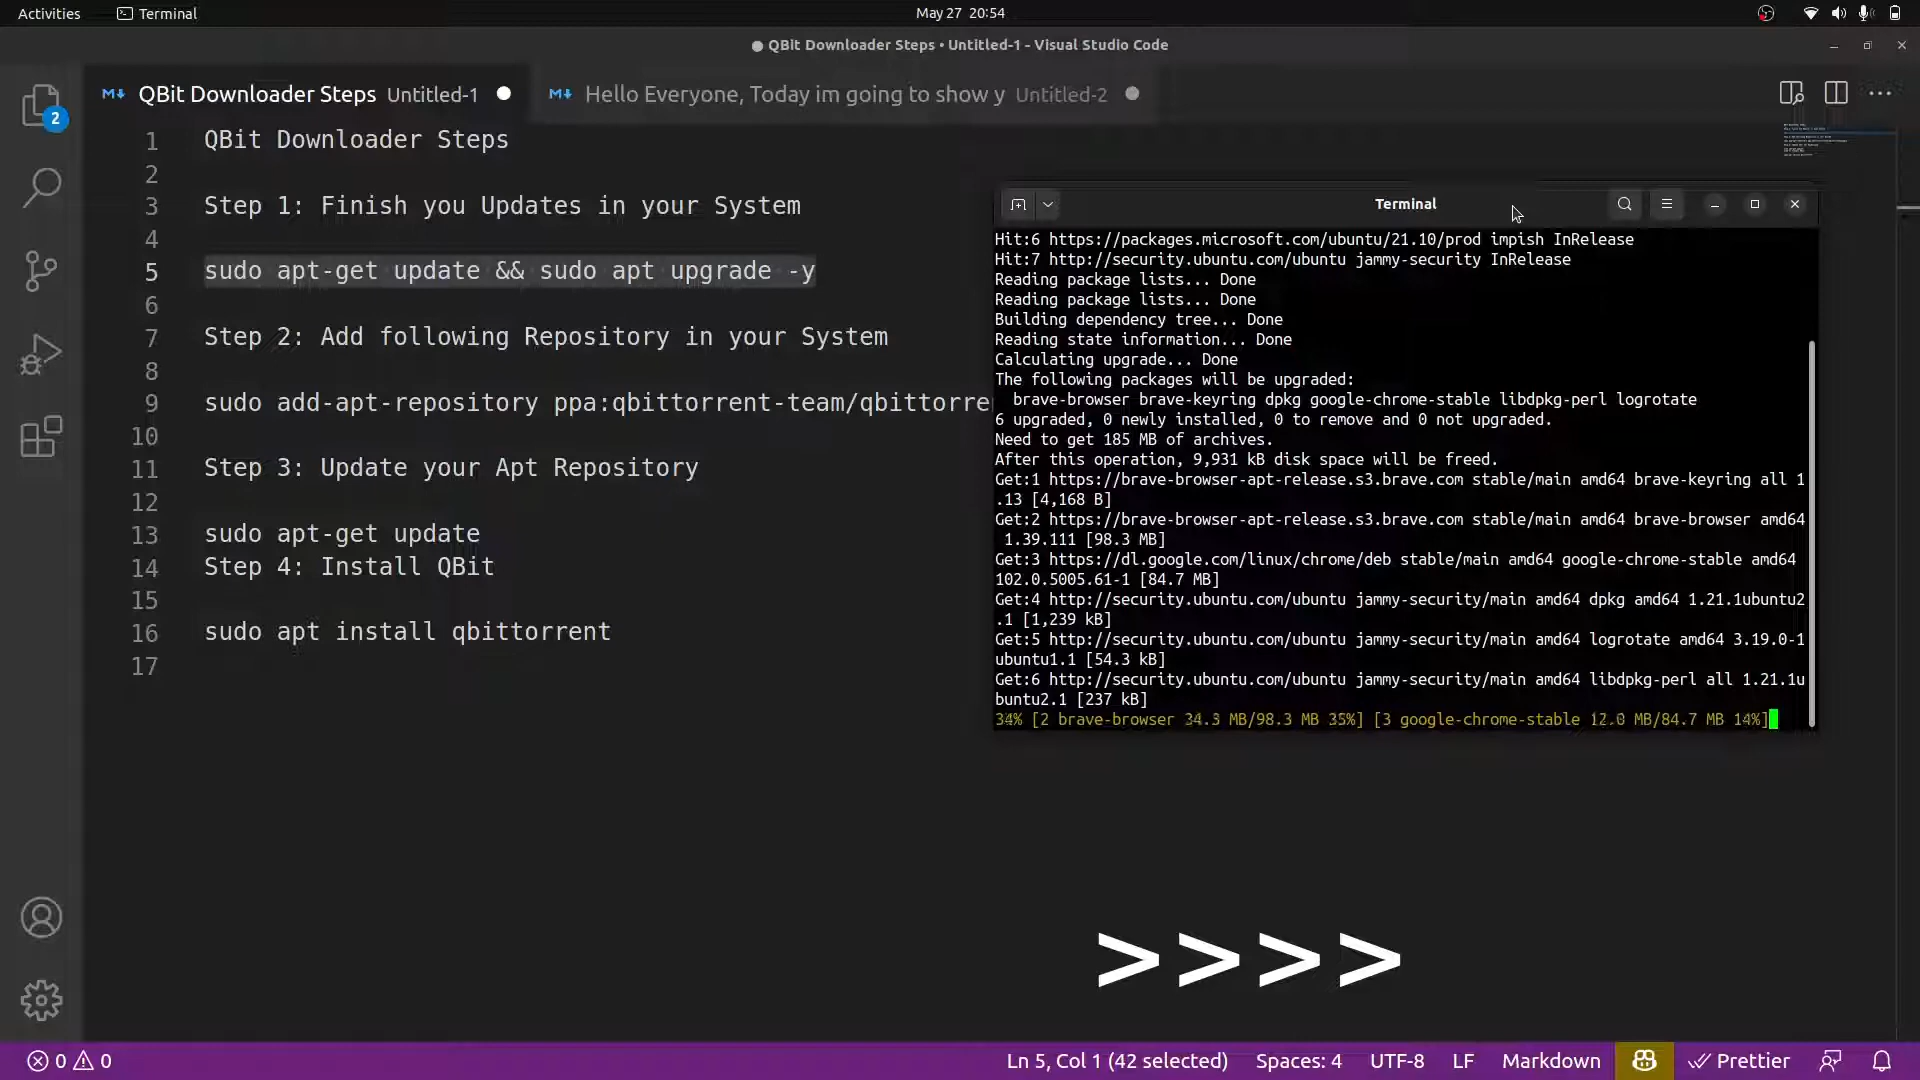 Activities
Terminal
May 27 20:54
● QBit Downloader Steps • Untitled-1 - Visual Studio Code
QBit Downloader Steps Untitled-1
Hello Everyone, Today im going to show y Untitled-2
2
1 QBit Downloader Steps
2
3 Step 1: Finish you Updates in your System
4
5 sudo apt-get update && sudo apt upgrade -y
6
7 Step 2: Add following Repository in your System
8
9 sudo add-apt-repository ppa:qbittorrent-team/qbittorre
10
11 Step 3: Update your Apt Repository
12
13 sudo apt-get update
14 Step 4: Install QBit
15
16 sudo apt install qbittorrent
17
Terminal
Hit:6 https://packages.microsoft.com/ubuntu/21.10/prod impish InRelease
Hit:7 http://security.ubuntu.com/ubuntu jammy-security InRelease
Reading package lists... Done
Reading package lists... Done
Building dependency tree... Done
Reading state information... Done
Calculating upgrade... Done
The following packages will be upgraded:
brave-browser brave-keyring dpkg google-chrome-stable libdpkg-perl logrotate
6 upgraded, 0 newly installed, 0 to remove and 0 not upgraded.
Need to get 185 MB of archives.
After this operation, 9,931 kB disk space will be freed.
Get:1 https://brave-browser-apt-release.s3.brave.com stable/main amd64 brave-keyring all 1
.13 [4,168 B]
Get:2 https://brave-browser-apt-release.s3.brave.com stable/main amd64 brave-browser amd64
1.39.111 [98.3 MB]
Get:3 https://dl.google.com/linux/chrome/deb stable/main amd64 google-chrome-stable amd64
102.0.5005.61-1 [84.7 MB]
Get:4 http://security.ubuntu.com/ubuntu jammy-security/main amd64 dpkg amd64 1.21.1ubuntu2
.1 [1,239 kB]
Get:5 http://security.ubuntu.com/ubuntu jammy-security/main amd64 logrotate amd64 3.19.0-1
ubuntu1.1 [54.3 kB]
Get:6 http://security.ubuntu.com/ubuntu jammy-security/main amd64 libdpkg-perl all 1.21.1u
buntu2.1 [237 kB]
34% [2 brave-browser 34.3 MB/98.3 MB 35%] [3 google-chrome-stable 12.0 MB/84.7 MB 14%]
>>>>
0 0
Ln 5, Col 1 (42 selected)
Spaces: 4
UTF-8
LF
Markdown
Prettier